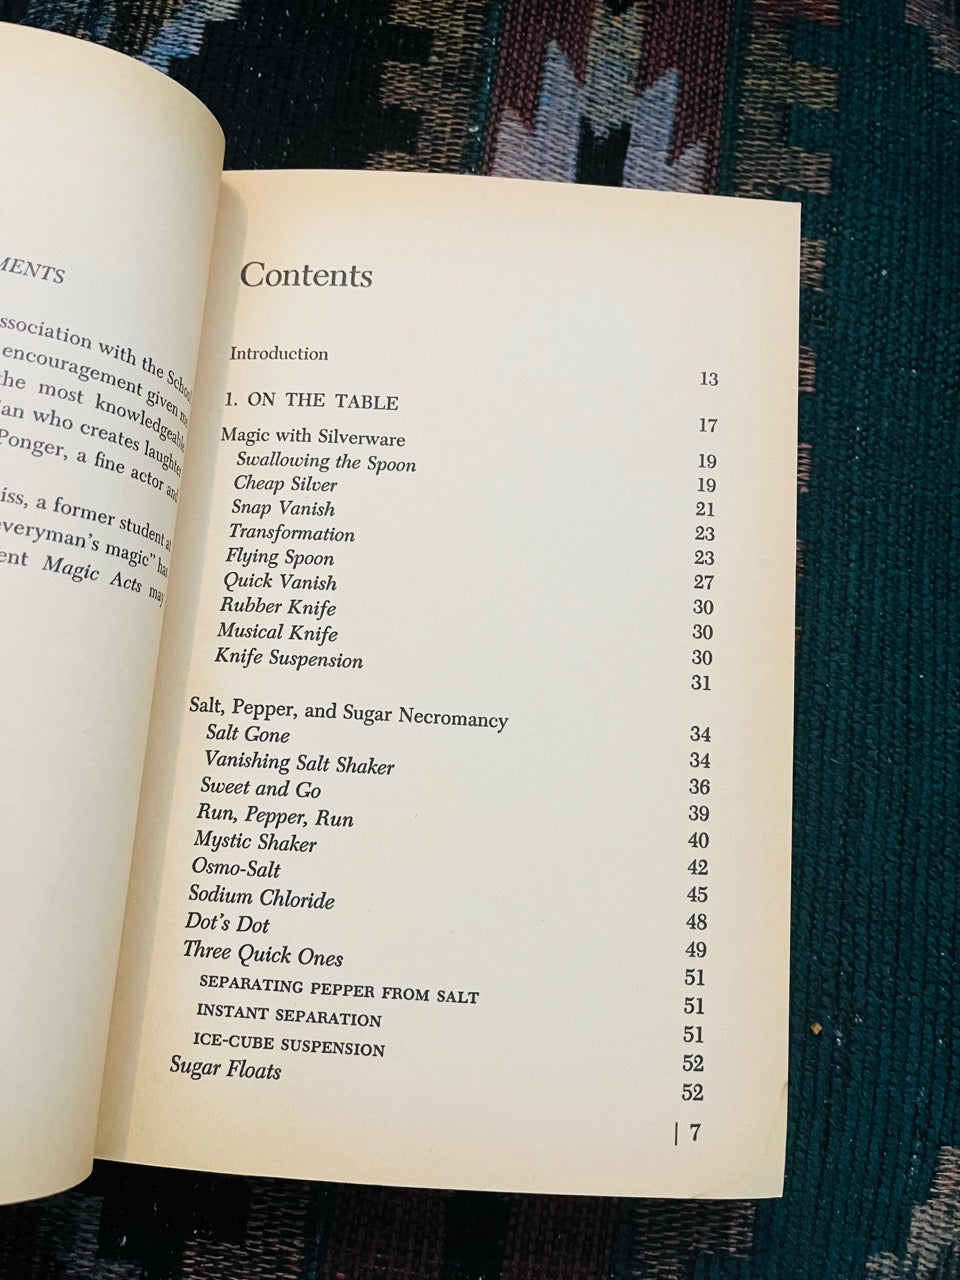 MENTS
ssociation with the School
encouragement given me
the most knowledgeable
an who creates laughter
Ponger, a fine actor and
iss, a former student at
veryman's magic" has
ent Magic Acts may
Contents
Introduction 13
1. ON THE TABLE 17
Magic with Silverware 19
Swallowing the Spoon 19
Cheap Silver 21
Snap Vanish 23
Transformation 23
Flying Spoon 27
Quick Vanish 30
Rubber Knife 30
Musical Knife 30
Knife Suspension 31
Salt, Pepper, and Sugar Necromancy 34
Salt Gone 34
Vanishing Salt Shaker 36
Sweet and Go 39
Run, Pepper, Run 40
Mystic Shaker 42
Osmo-Salt 45
Sodium Chloride 48
Dot's Dot 49
Three Quick Ones 51
SEPARATING PEPPER FROM SALT 51
INSTANT SEPARATION 51
ICE-CUBE SUSPENSION 52
Sugar Floats 52
| 7